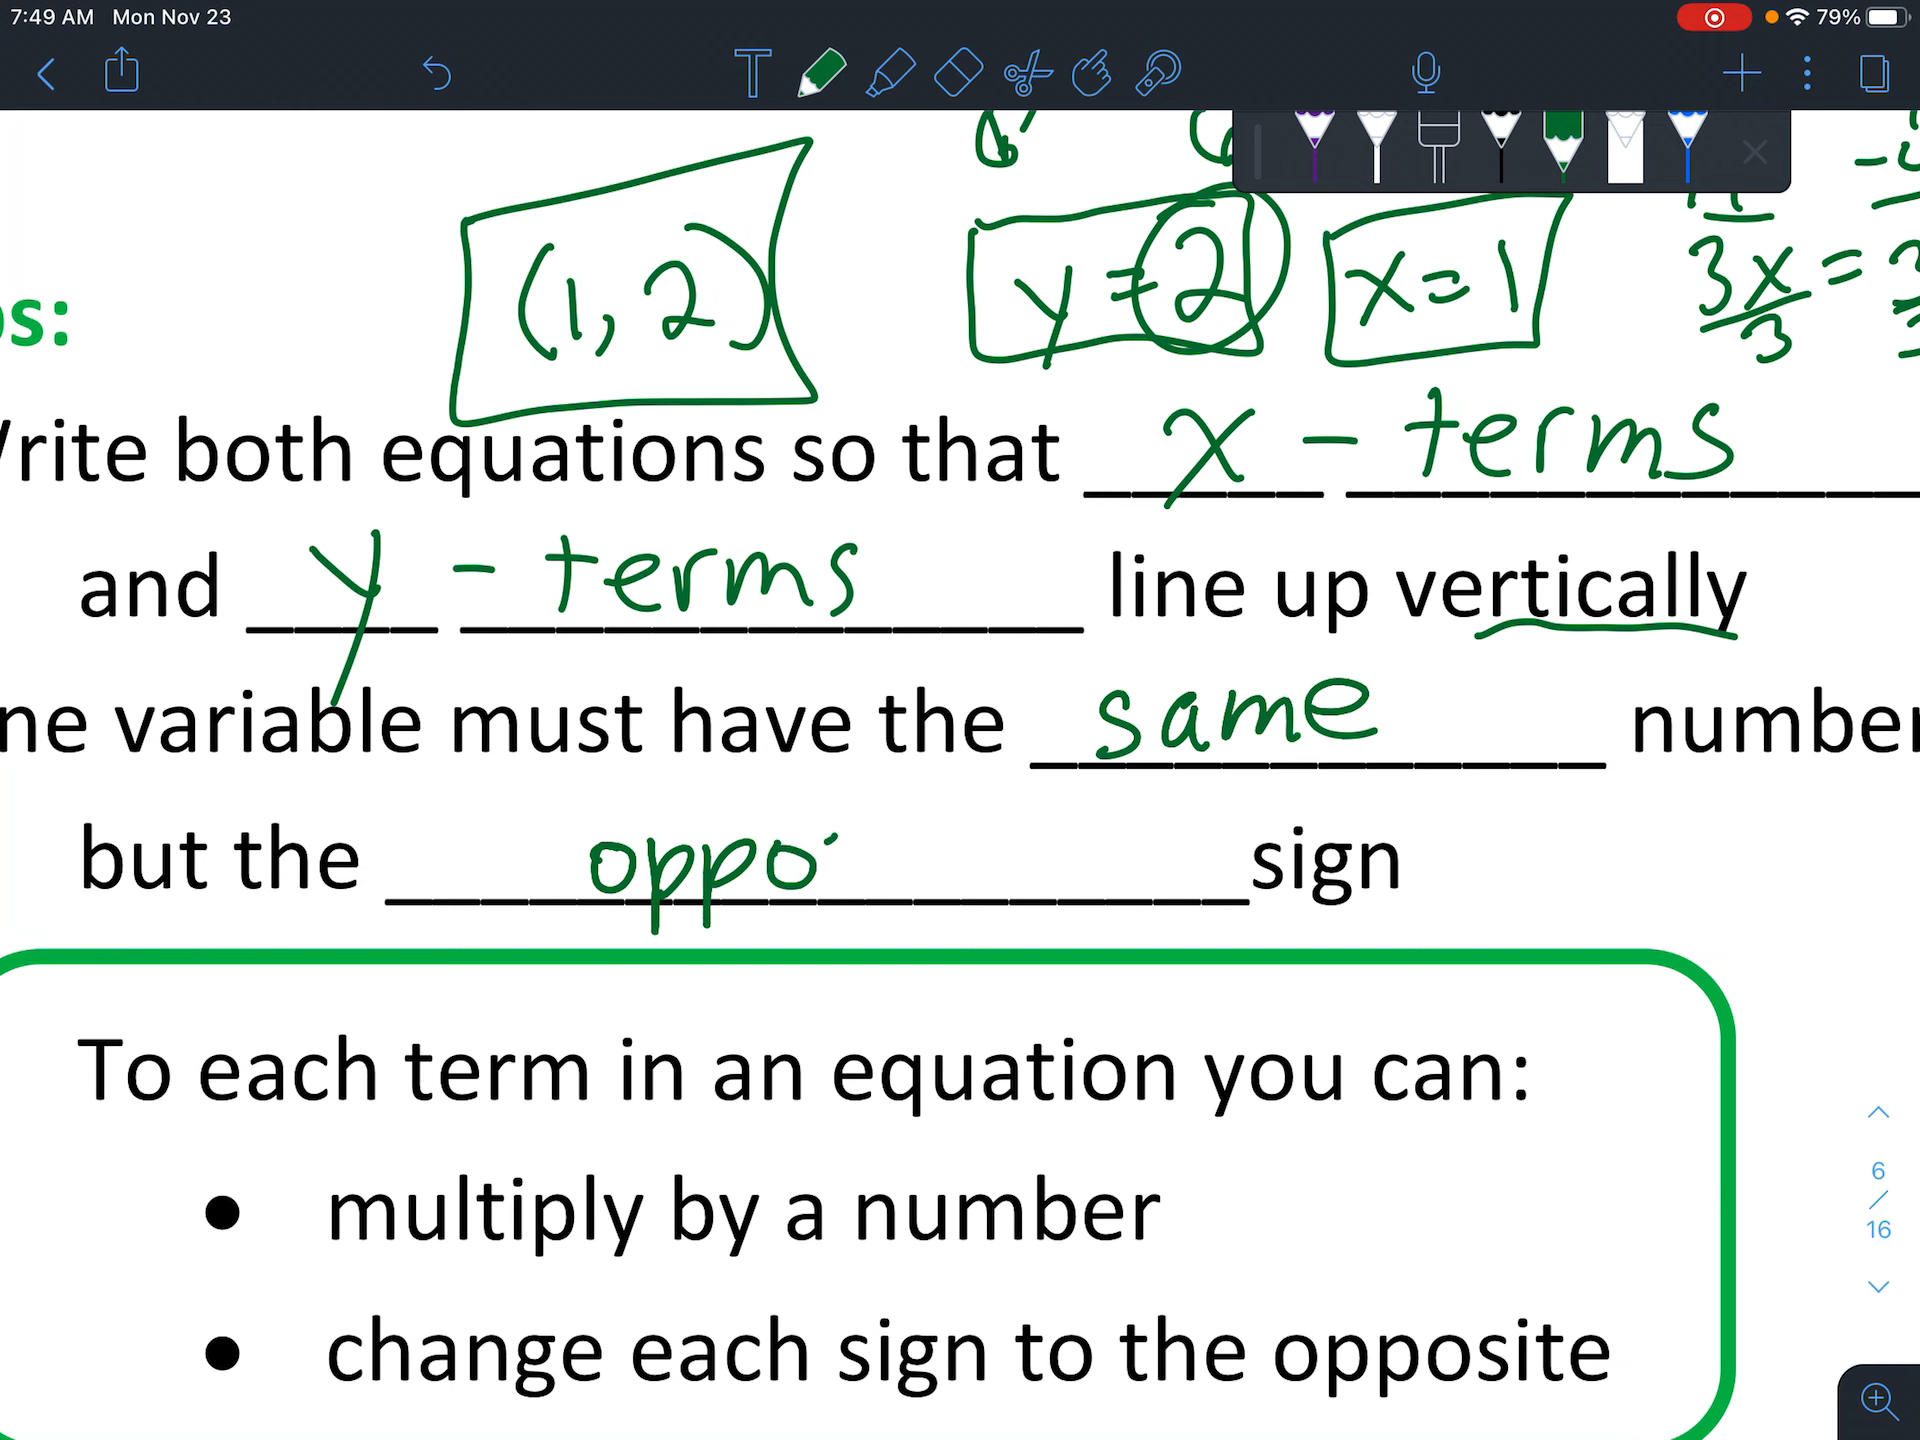 7:49 AM Mon Nov 23 79%
(1, 2) y = 2 x = 1 3x =
3
os:
rite both equations so that x - terms
and y - terms line up vertically
ne variable must have the same number
but the oppo sign
To each term in an equation you can:
• multiply by a number
• change each sign to the opposite
6
/
16